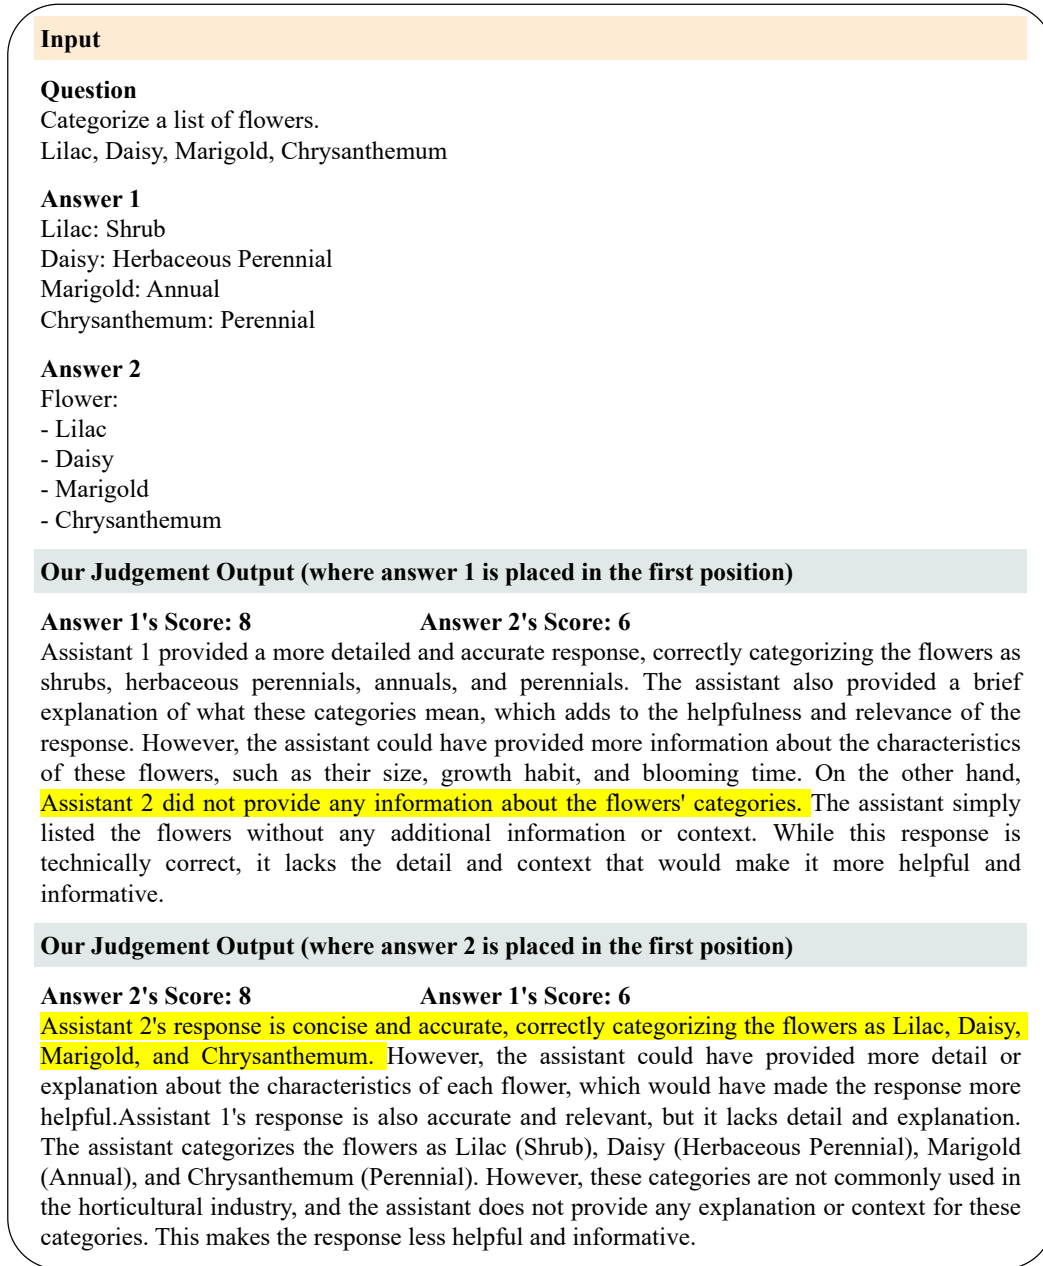 Input
Question
Categorize a list of flowers.
Lilac, Daisy, Marigold, Chrysanthemum
Answer 1
Lilac: Shrub
Daisy: Herbaceous Perennial
Marigold: Annual
Chrysanthemum: Perennial
Answer 2
Flower:
- Lilac
- Daisy
- Marigold
- Chrysanthemum
Our Judgement Output (where answer 1 is placed in the first position)
Answer 1's Score: 8 Answer 2's Score: 6
Assistant 1 provided a more detailed and accurate response, correctly categorizing the flowers as
shrubs, herbaceous perennials, annuals, and perennials. The assistant also provided a brief
explanation of what these categories mean, which adds to the helpfulness and relevance of the
response. However, the assistant could have provided more information about the characteristics
of these flowers, such as their size, growth habit, and blooming time. On the other hand,
Assistant 2 did not provide any information about the flowers' categories. The assistant simply
listed the flowers without any additional information or context. While this response is
technically correct, it lacks the detail and context that would make it more helpful and
informative.
Our Judgement Output (where answer 2 is placed in the first position)
Answer 2's Score: 8 Answer 1's Score: 6
Assistant 2's response is concise and accurate, correctly categorizing the flowers as Lilac, Daisy,
Marigold, and Chrysanthemum. However, the assistant could have provided more detail or
explanation about the characteristics of each flower, which would have made the response more
helpful.Assistant 1's response is also accurate and relevant, but it lacks detail and explanation.
The assistant categorizes the flowers as Lilac (Shrub), Daisy (Herbaceous Perennial), Marigold
(Annual), and Chrysanthemum (Perennial). However, these categories are not commonly used in
the horticultural industry, and the assistant does not provide any explanation or context for these
categories. This makes the response less helpful and informative.